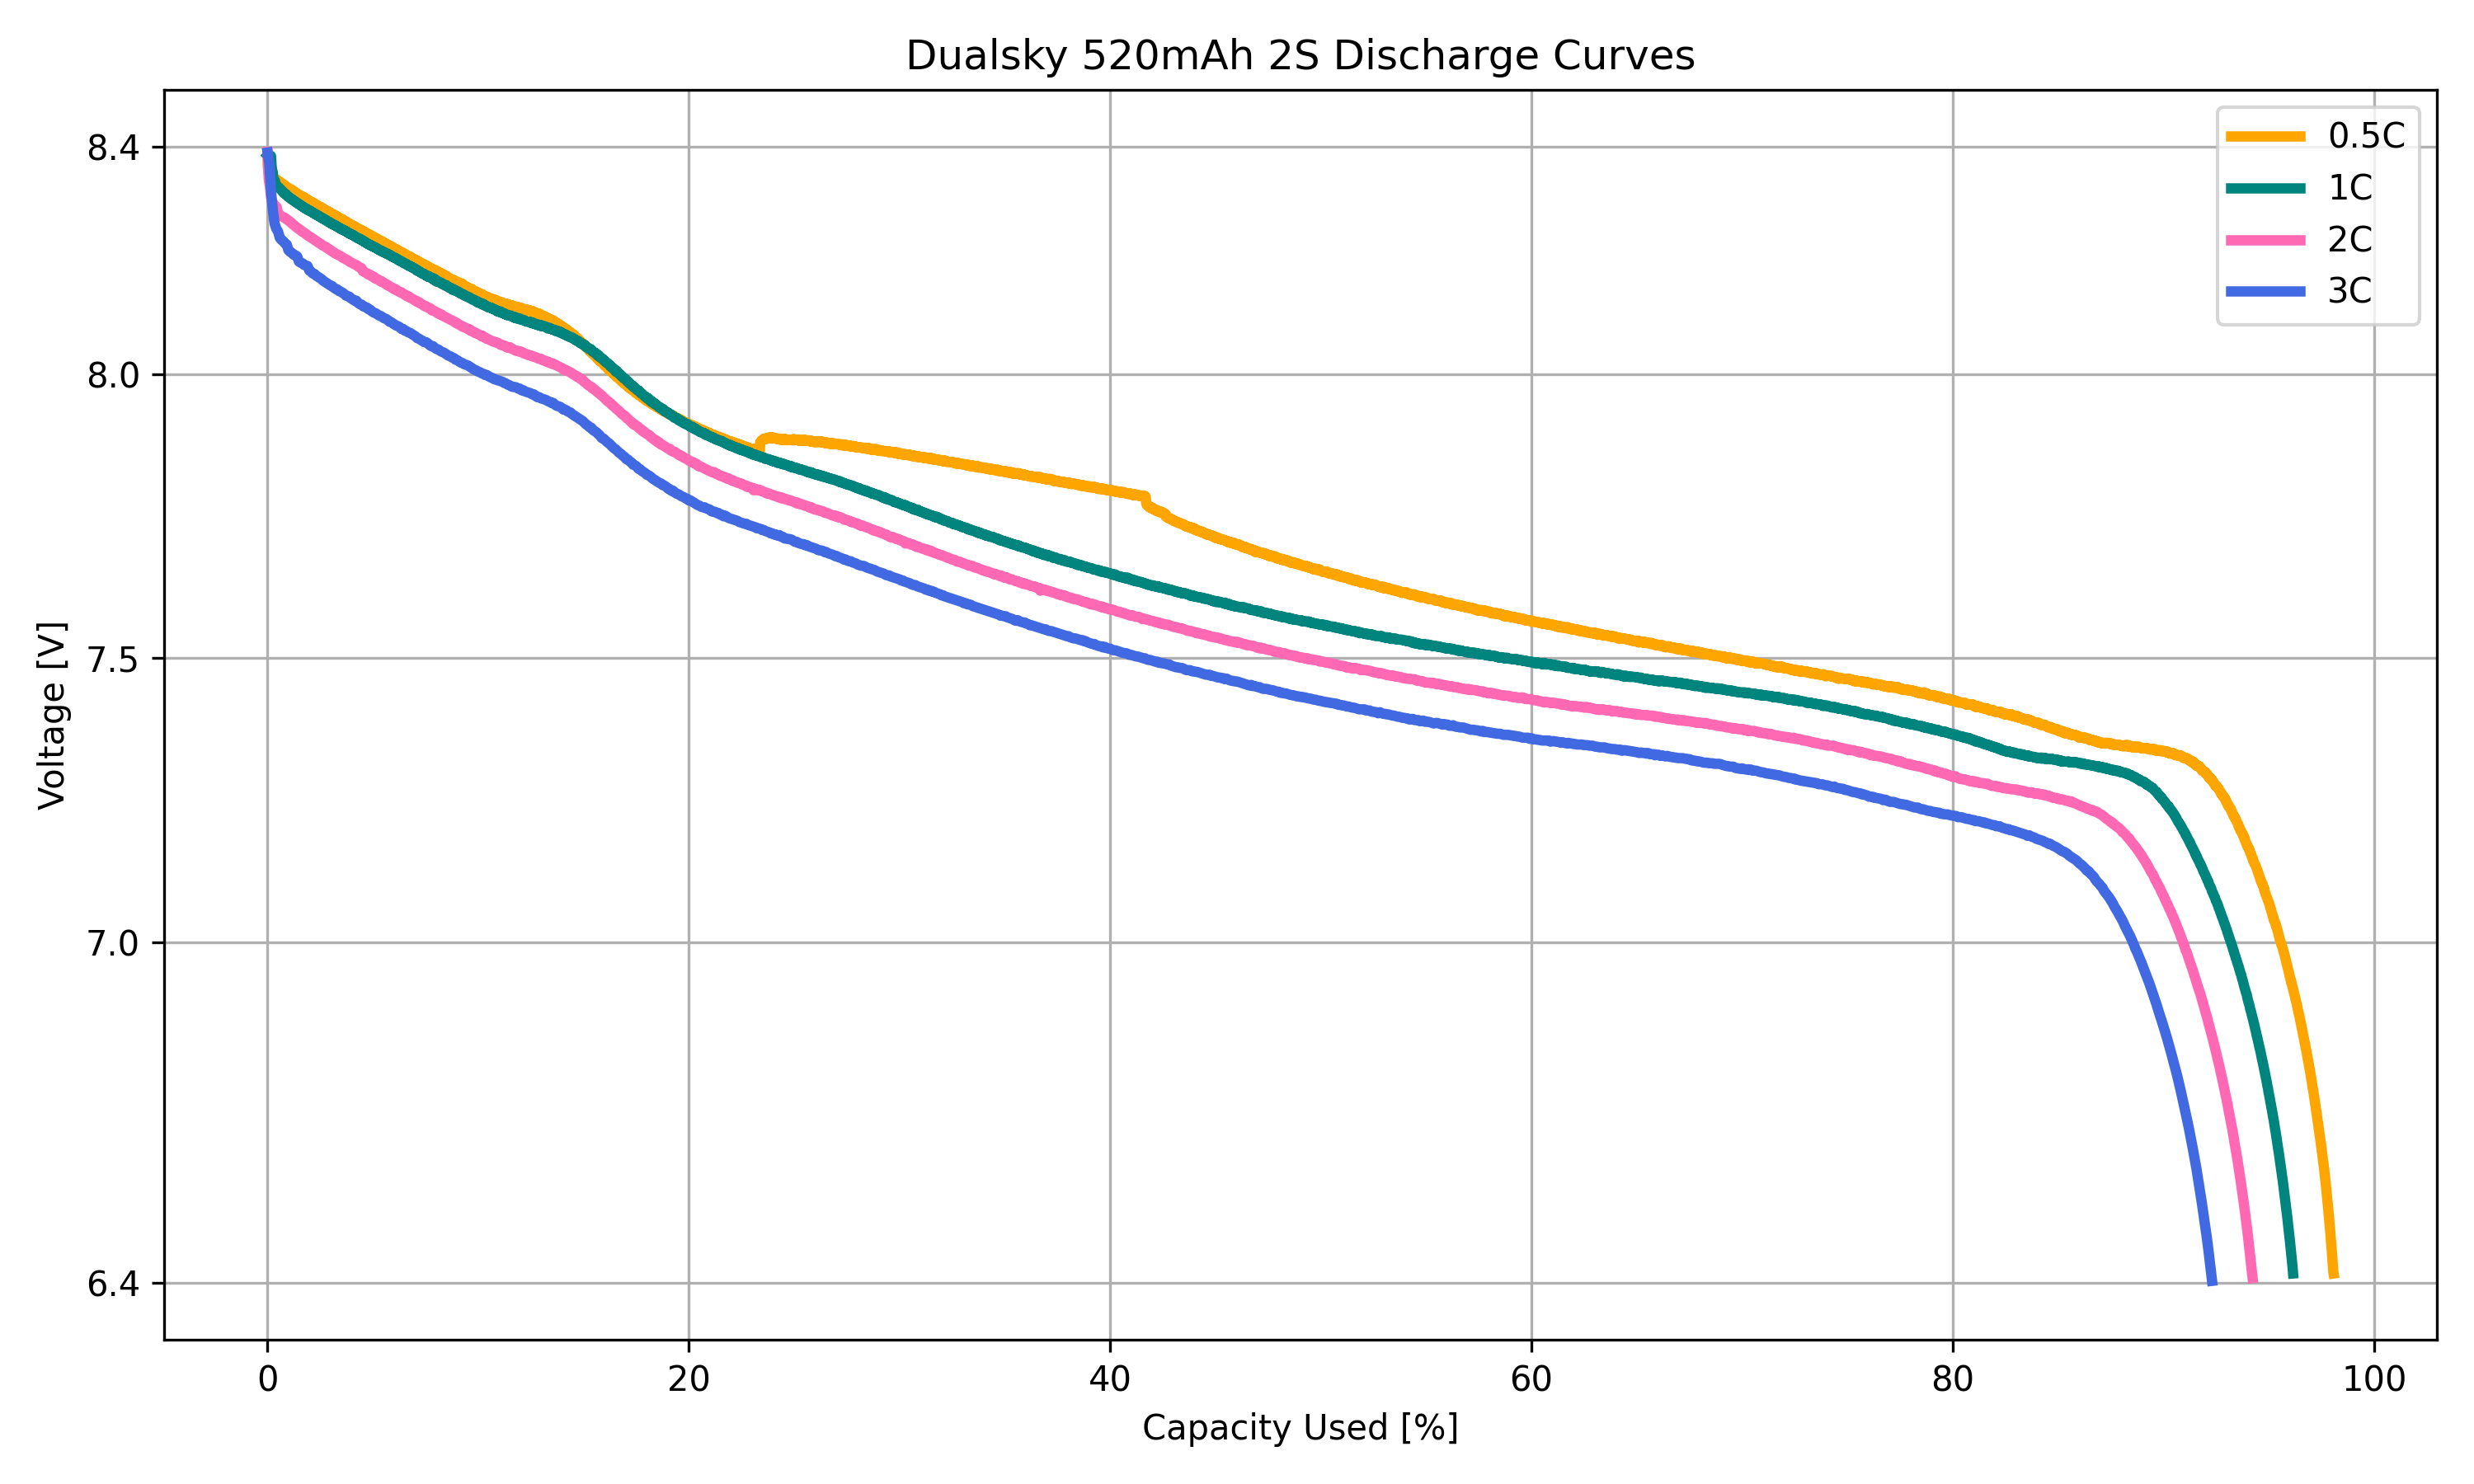 Dualsky 520mAh 2S Discharge Curves
8.4
8.0
7.5
7.0
6.4
Voltage [V]
0
20
40
60
80
100
Capacity Used [%]
0.5C
1C
2C
3C